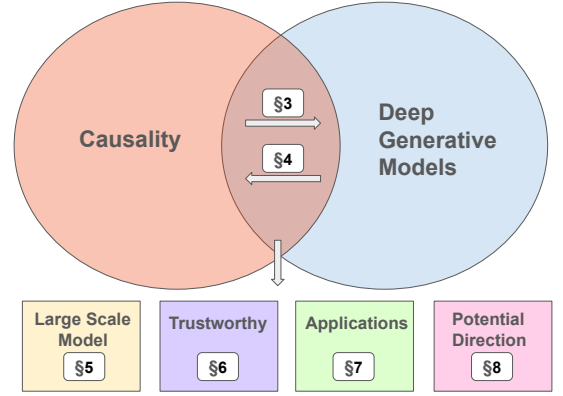 Causality
§3
§4
Deep
Generative
Models
Large Scale
Model
§5
Trustworthy
§6
Applications
§7
Potential
Direction
§8